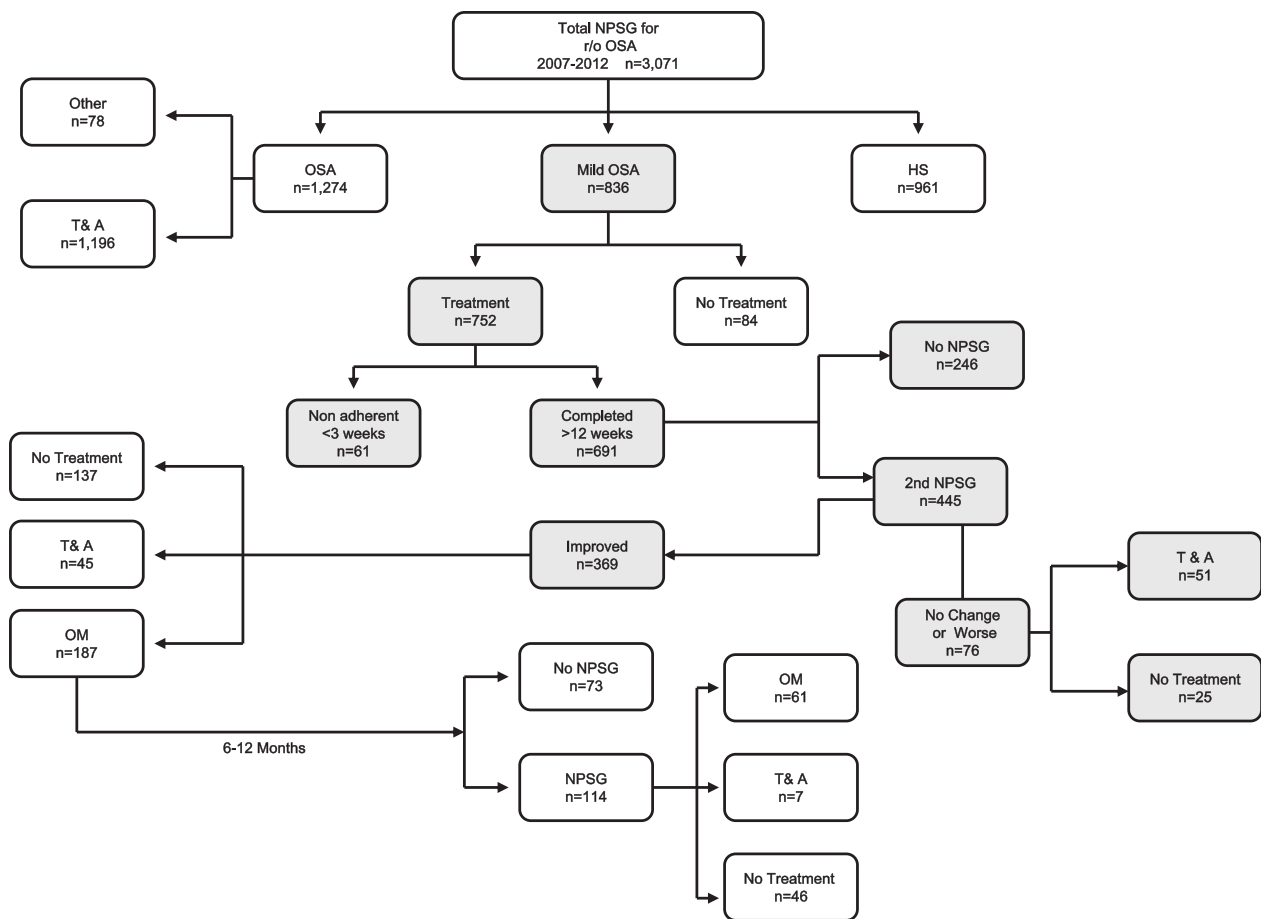 Total NPSG for
r/o OSA
2007-2012 n=3,071
Other
n=78
OSA
n=1,274
Mild OSA
n=836
HS
n=961
T& A
n=1,196
Treatment
n=752
No Treatment
n=84
No NPSG
n=246
Non adherent
<3 weeks
n=61
Completed
>12 weeks
n=691
No Treatment
n=137
2nd NPSG
n=445
T& A
n=45
Improved
n=369
T & A
n=51
OM
n=187
No Change
or Worse
n=76
No NPSG
n=73
OM
n=61
No Treatment
n=25
6-12 Months
NPSG
n=114
T& A
n=7
No Treatment
n=46